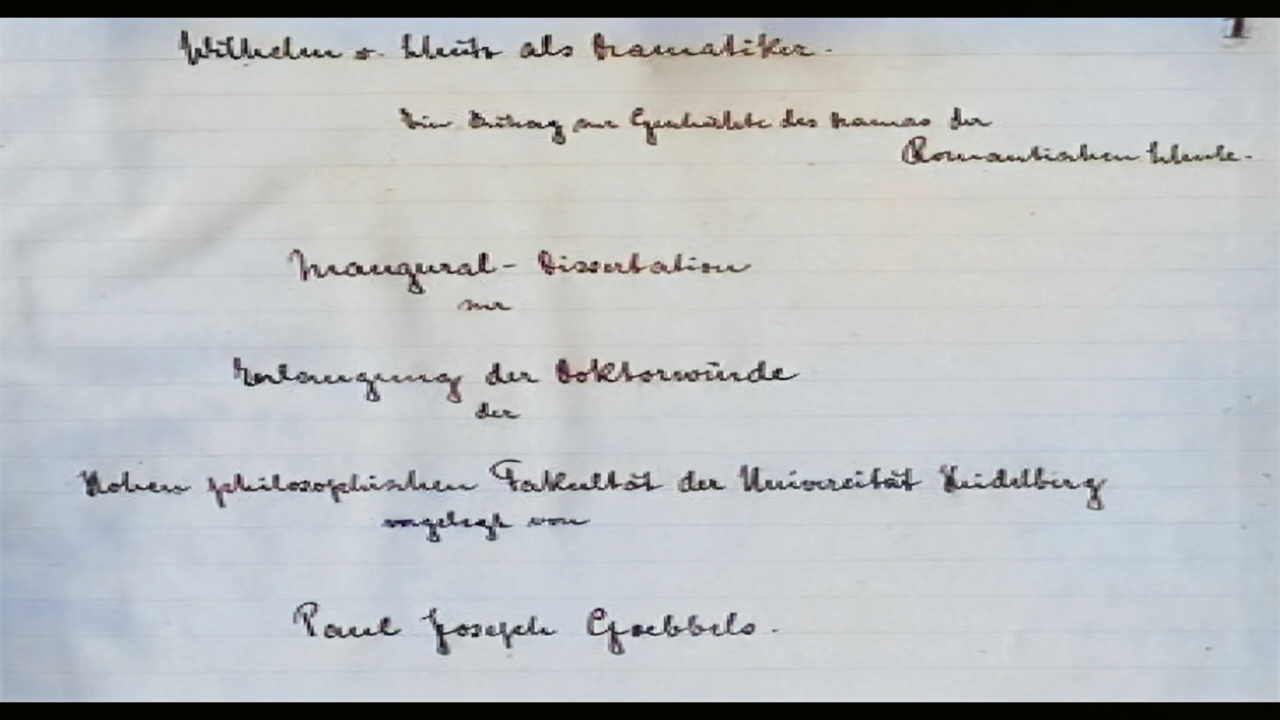 1
Wilhelm v. Schütz als Dramatiker.
Ein Beitrag zur Geschichte des Dramas der
Romantischen Schule.
Inaugural-Dissertation
zur
Erlangung der Doktorwürde
der
Hohen philosophischen Fakultät der Universität Heidelberg
vorgelegt von
Paul Joseph Goebbels.